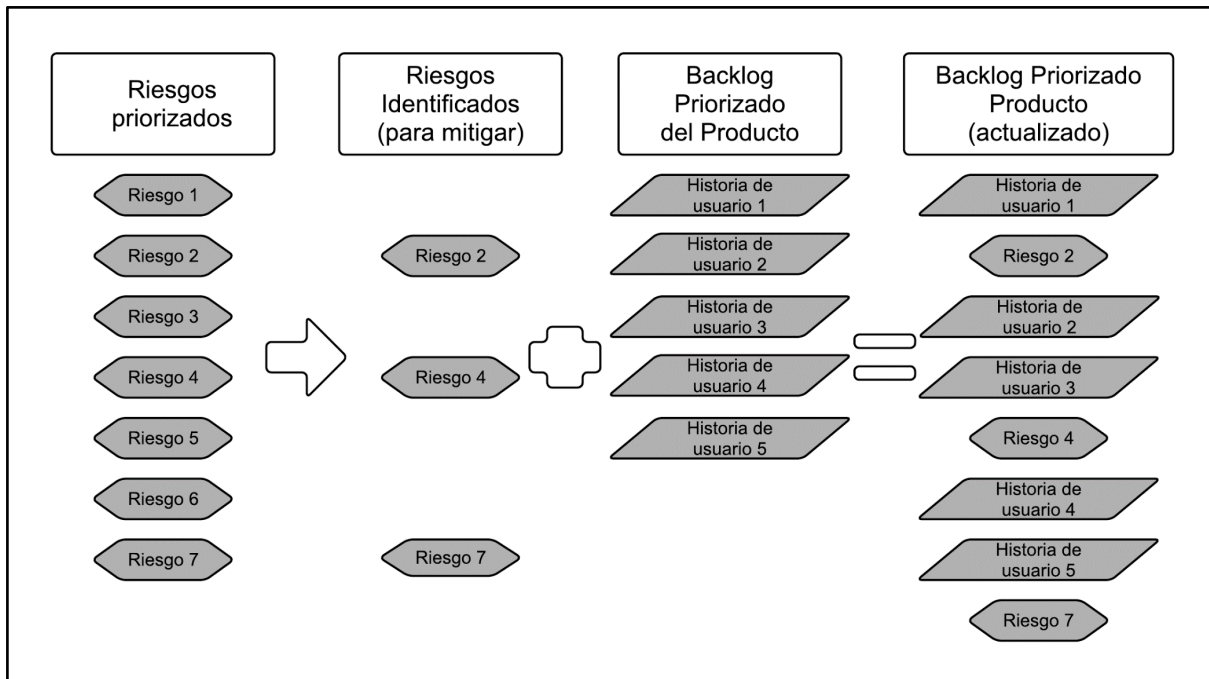 Riesgos
priorizados
Riesgo 1
Riesgo 2
Riesgo 3
Riesgo 4
Riesgo 5
Riesgo 6
Riesgo 7
Riesgos
Identificados
(para mitigar)
Riesgo 2
Riesgo 4
Riesgo 7
Backlog
Priorizado
del Producto
Historia de
usuario 1
Historia de
usuario 2
Historia de
usuario 3
Historia de
usuario 4
Historia de
usuario 5
Backlog Priorizado
Producto
(actualizado)
Historia de
usuario 1
Riesgo 2
Historia de
usuario 2
Historia de
usuario 3
Riesgo 4
Historia de
usuario 4
Historia de
usuario 5
Riesgo 7